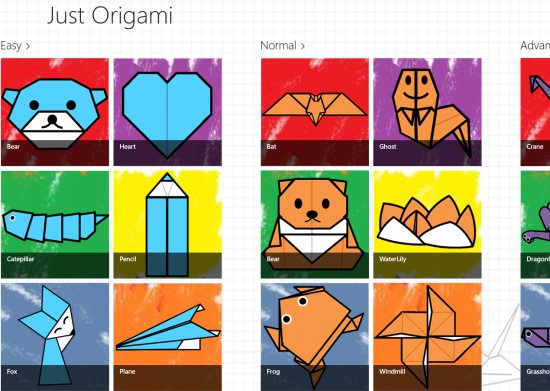 Just Origami
Easy >
Normal >
Advan
Bear
Heart
Bat
Ghost
Crane
Catepillar
Pencil
Bear
WaterLily
Dragonf
Fox
Plane
Frog
Windmill
Grassho